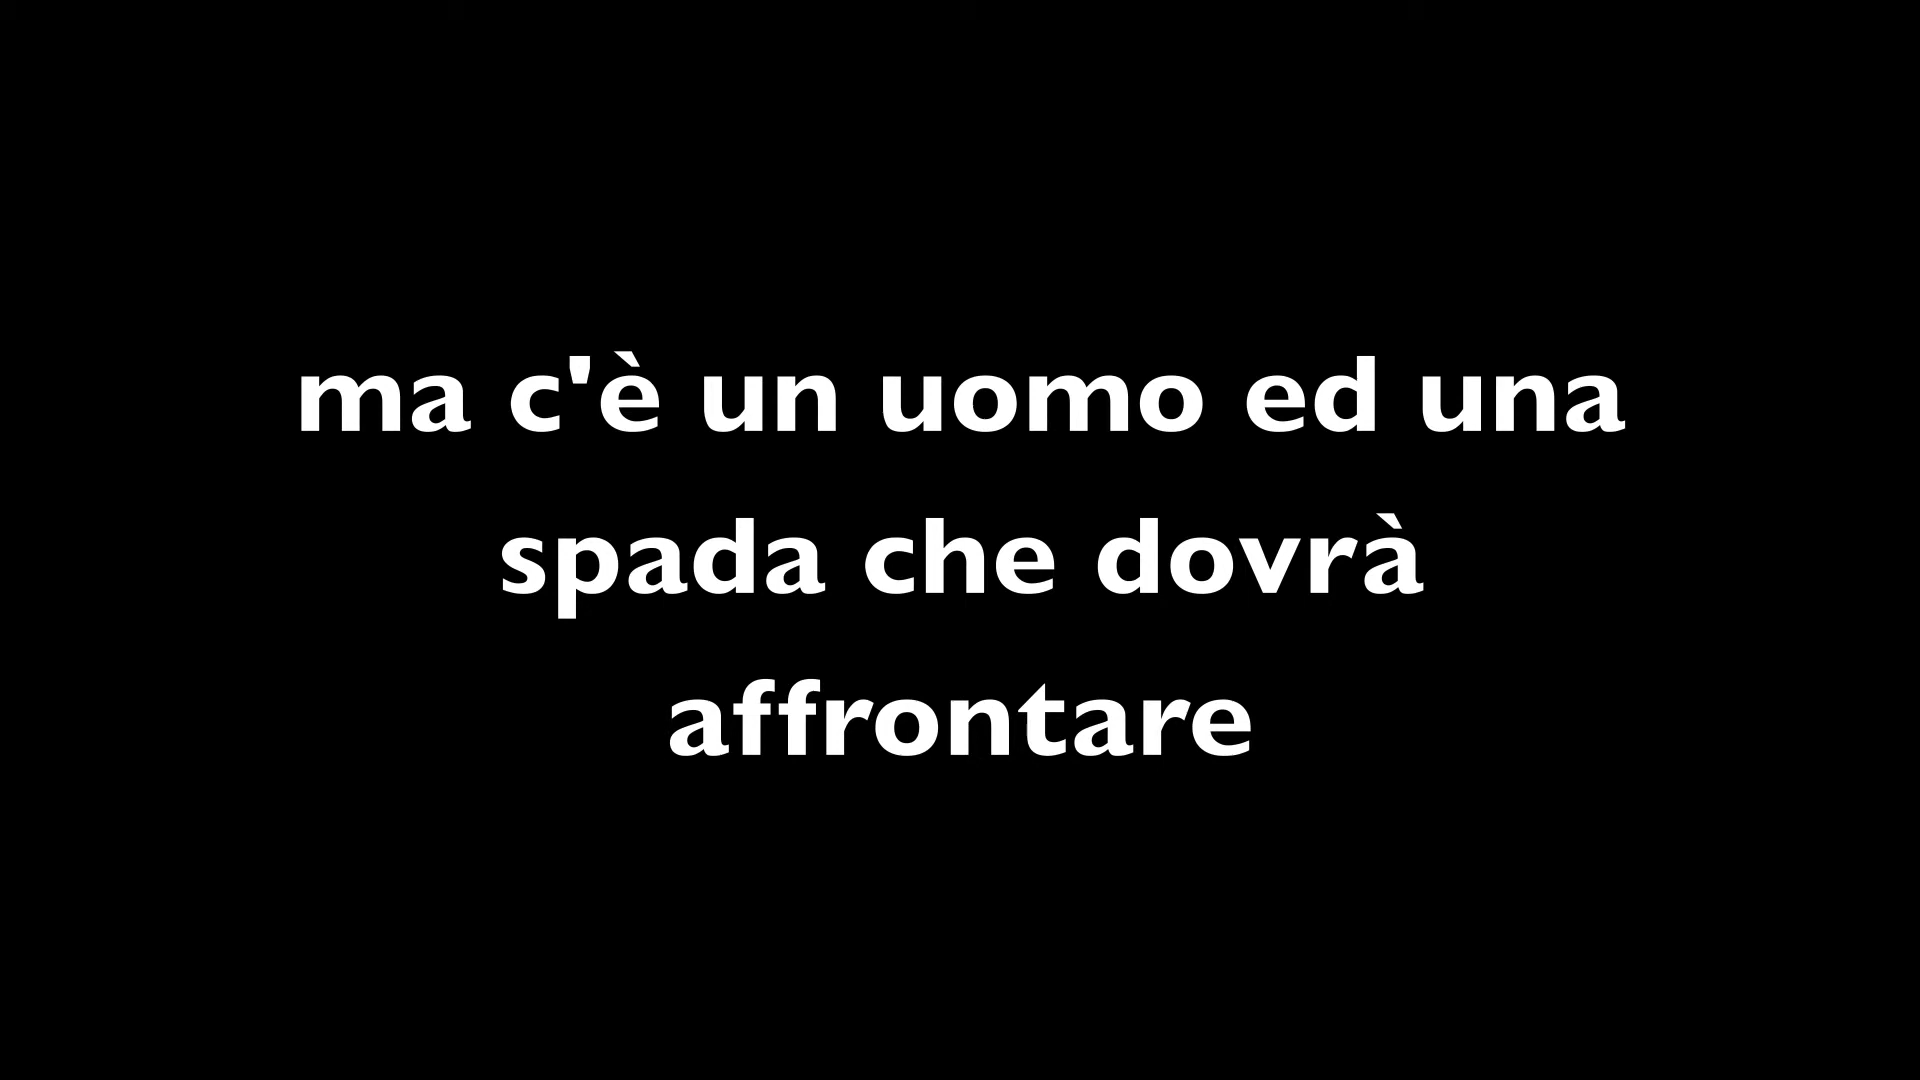 ma c'è un uomo ed una
spada che dovrà
affrontare